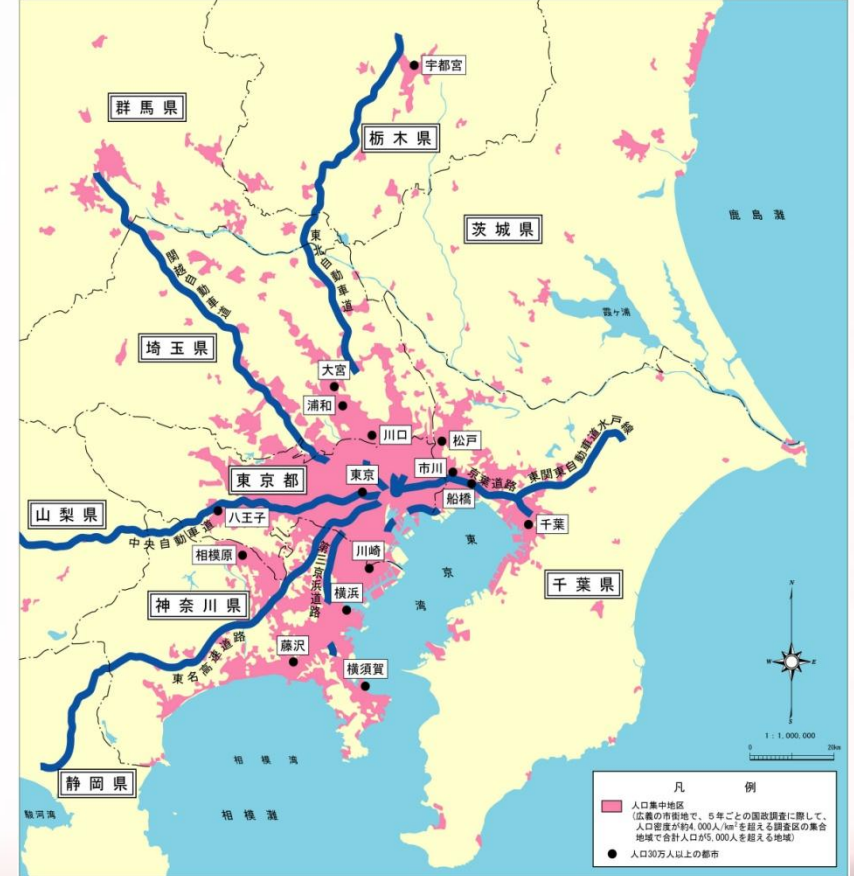 宇都宮
群馬県
栃木県
鹿島灘
茨城県
関越自動車道
東北自動車道
霞ヶ浦
埼玉県
大宮
浦和
川口
松戸
東関東自動車道水戸線
市川
京葉道路
東京都
東京
船橋
山梨県
八王子
千葉
中央自動車道
相模原
第三京浜道路
川崎
東京湾
千葉県
神奈川県
横浜
藤沢
東名高速道路
横須賀
N
W
E
S
1:1,000,000
0
20km
相模湾
静岡県
駿河湾
相模灘
凡例
人口集中地区
(広義の市街地で、5年ごとの国政調査に際して、
人口密度が約4,000人/km²を超える調査区の集合
地域で合計人口が5,000人を超える地域)
人口30万人以上の都市